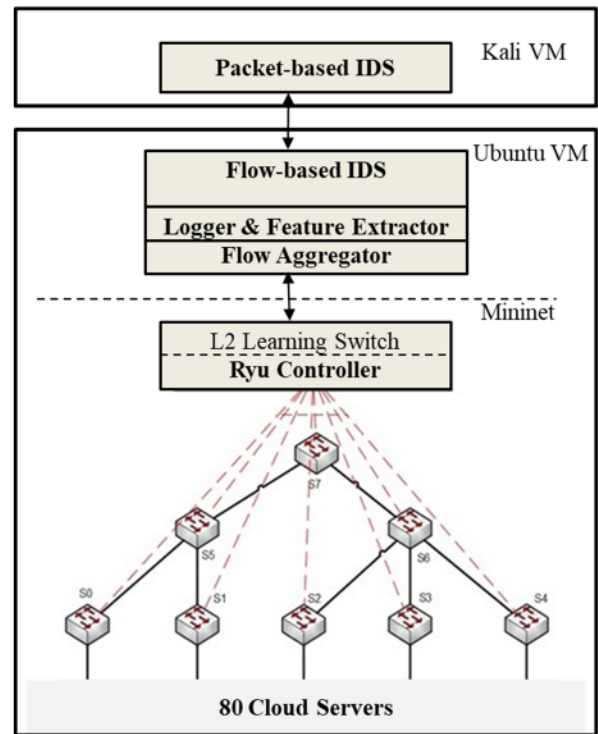 Kali VM
Packet-based IDS
Ubuntu VM
Flow-based IDS
Logger & Feature Extractor
Flow Aggregator
Mininet
L2 Learning Switch
Ryu Controller
S7
S5
S6
S0
S1
S2
S3
S4
80 Cloud Servers